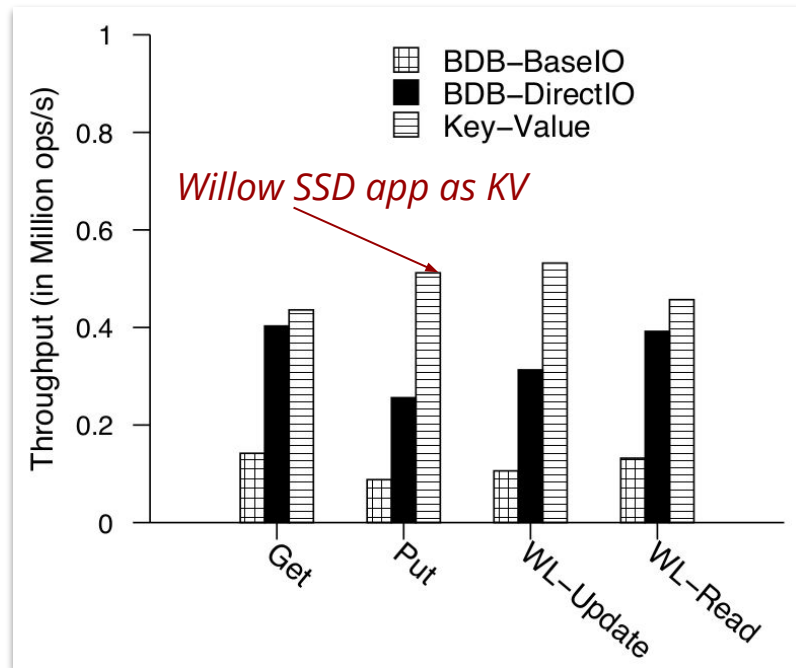 1
BDB-BaseIO
BDB-DirectIO
0.8
Key-Value
Willow SSD app as KV
0.6
0.4
0.2
0
Throughput (in Million ops/s)
Get
Put
WL-Update
WL-Read